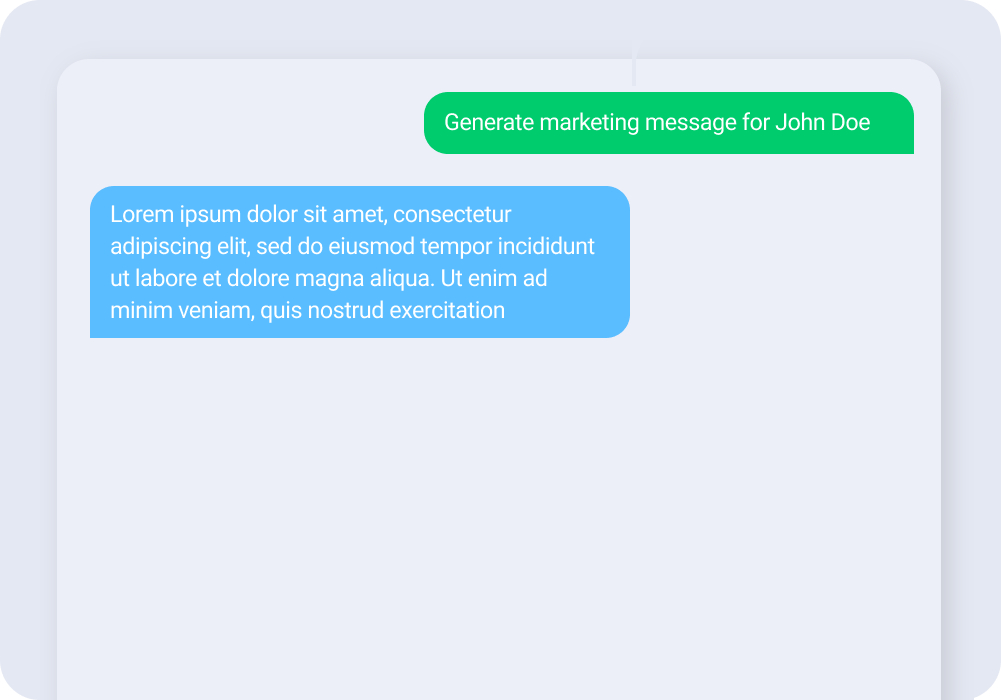 Generate marketing message for John Doe
Lorem ipsum dolor sit amet, consectetur
adipiscing elit, sed do eiusmod tempor incididunt
ut labore et dolore magna aliqua. Ut enim ad
minim veniam, quis nostrud exercitation